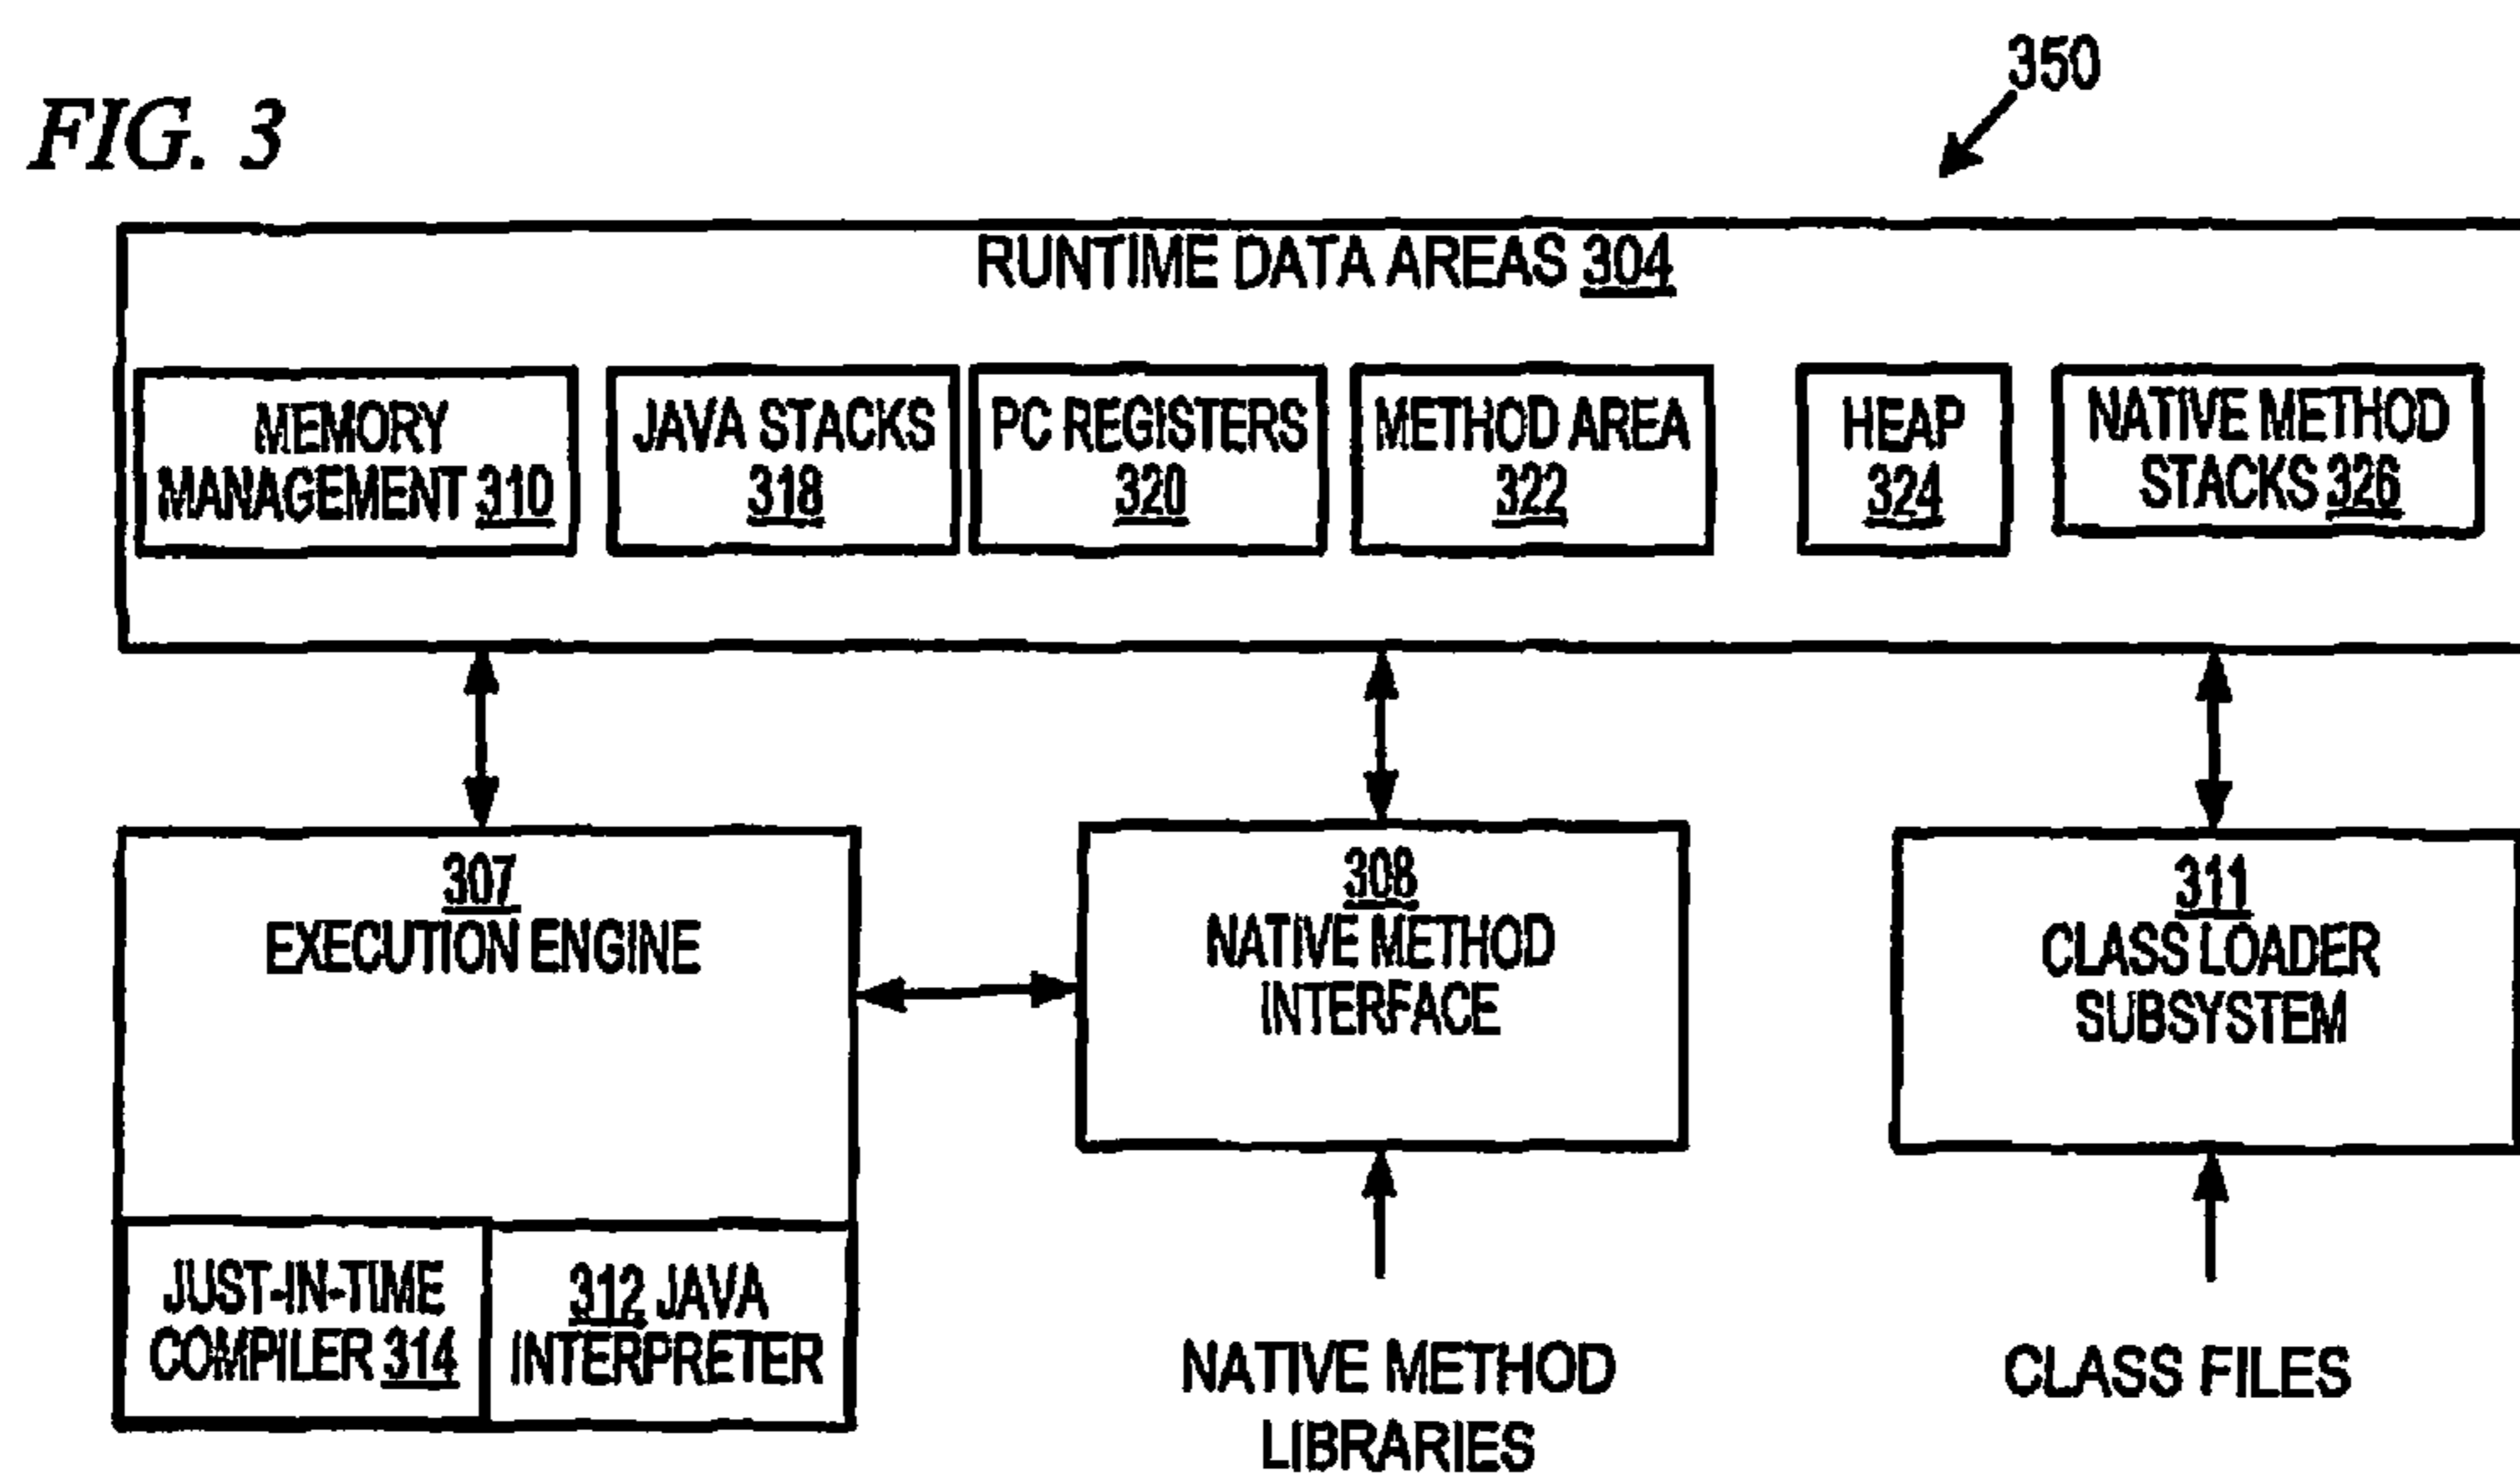 350
FIG. 3
RUNTIME DATA AREAS 304
MEMORY
MANAGEMENT 310
JAVA STACKS
318
PC REGISTERS
320
METHOD AREA
322
HEAP
324
NATIVE METHOD
STACKS 326
307
EXECUTION ENGINE
308
NATIVE METHOD
INTERFACE
311
CLASS LOADER
SUBSYSTEM
JUST-IN-TIME
COMPILER 314
312 JAVA
INTERPRETER
NATIVE METHOD
LIBRARIES
CLASS FILES